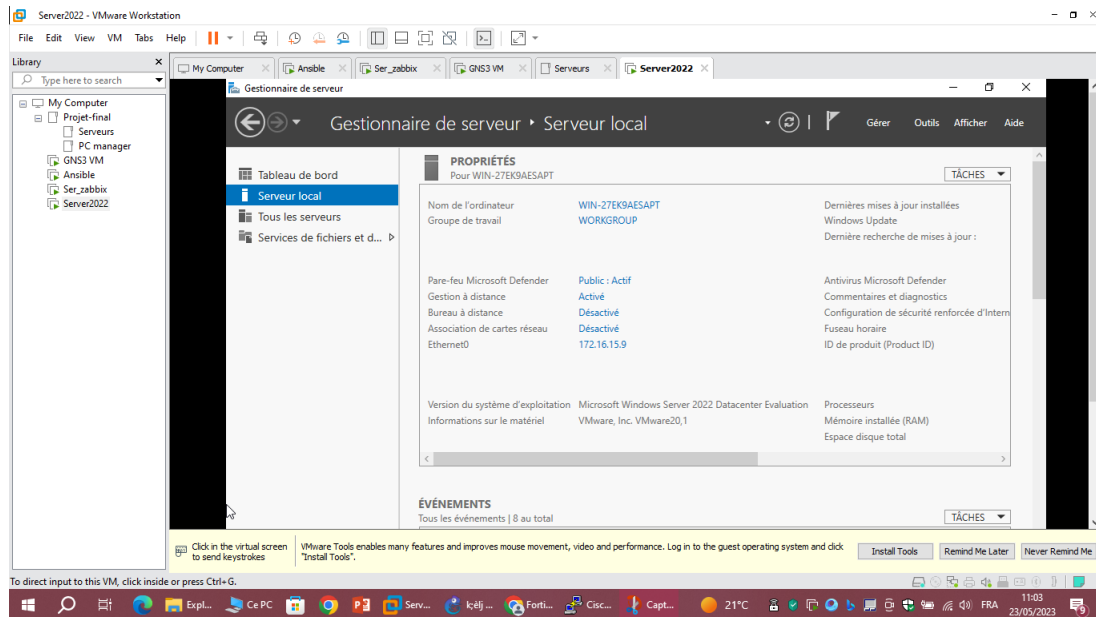 Server2022 - VMware Workstation
File Edit View VM Tabs Help
Library
Type here to search
My Computer
Projet-final
Serveurs
PC manager
GNS3 VM
Ansible
Ser_zabbix
Server2022
My Computer Ansible Ser_zabbix GNS3 VM Serveurs Server2022
Gestionnaire de serveur
Gestionnaire de serveur • Serveur local
Gérer Outils Afficher Aide
Tableau de bord
Serveur local
Tous les serveurs
Services de fichiers et d...
PROPRIÉTÉS
Pour WIN-27EK9AESAPT
TÂCHES
Nom de l'ordinateur WIN-27EK9AESAPT Dernières mises à jour installées
Groupe de travail WORKGROUP Windows Update
Dernière recherche de mises à jour :
Pare-feu Microsoft Defender Public : Actif Antivirus Microsoft Defender
Gestion à distance Activé Commentaires et diagnostics
Bureau à distance Désactivé Configuration de sécurité renforcée d'Intern
Association de cartes réseau Désactivé Fuseau horaire
Ethernet0 172.16.15.9 ID de produit (Product ID)
Version du système d'exploitation Microsoft Windows Server 2022 Datacenter Evaluation Processeurs
Informations sur le matériel VMware, Inc. VMware20,1 Mémoire installée (RAM)
Espace disque total
ÉVÉNEMENTS
Tous les événements | 8 au total
TÂCHES
Click in the virtual screen
to send keystrokes
VMware Tools enables many features and improves mouse movement, video and performance. Log in to the guest operating system and click
"Install Tools".
Install Tools Remind Me Later Never Remind Me
To direct input to this VM, click inside or press Ctrl+G.
Expl... Ce PC Serv... kçêlj ... Forti... Cisc... Capt... 21°C FRA 11:03
23/05/2023